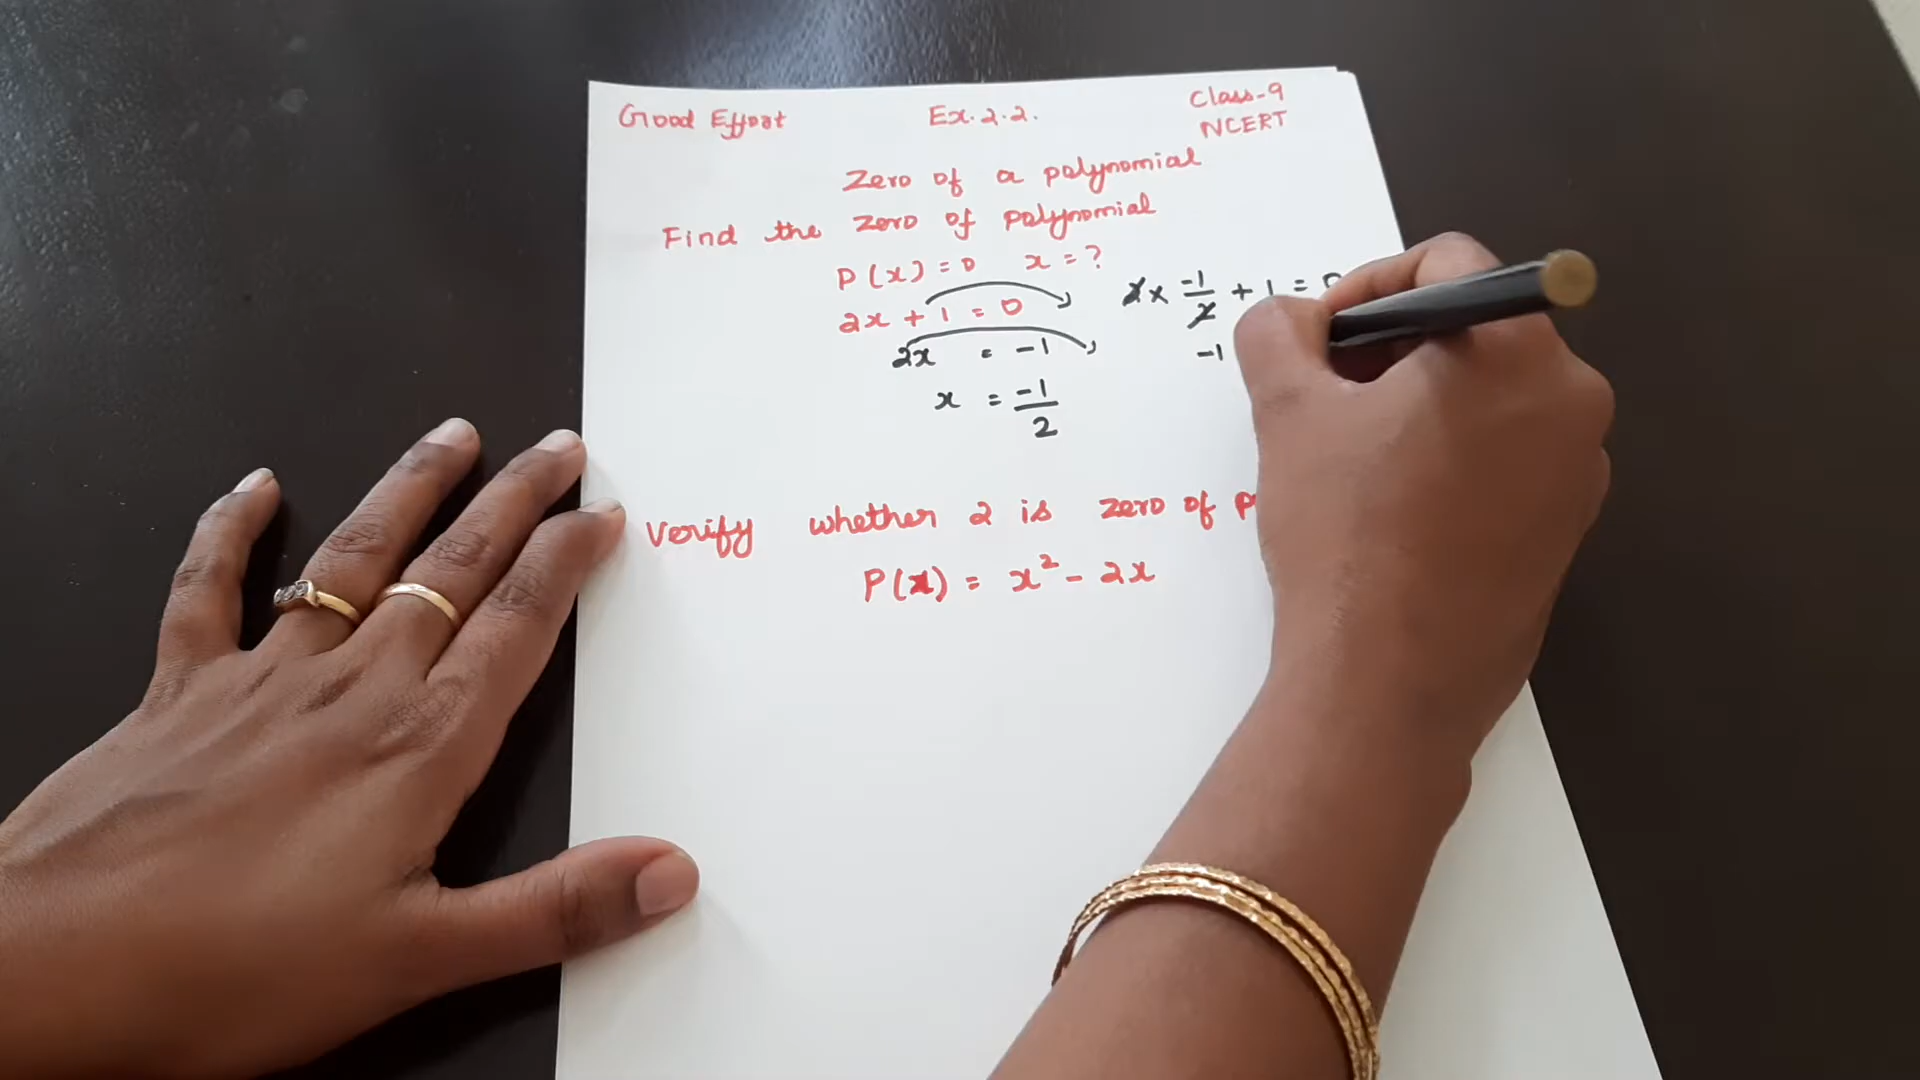 Good Effort Ex. 2.2. Class-9
NCERT
Zero of a polynomial
Find the zero of polynomial
P(x) = 0 x = ?
2x + 1 = 0
2x = -1
x = -1/2
2x -1/2 + 1 = 0
-1
Verify whether 2 is zero of
P(x) = x² - 2x